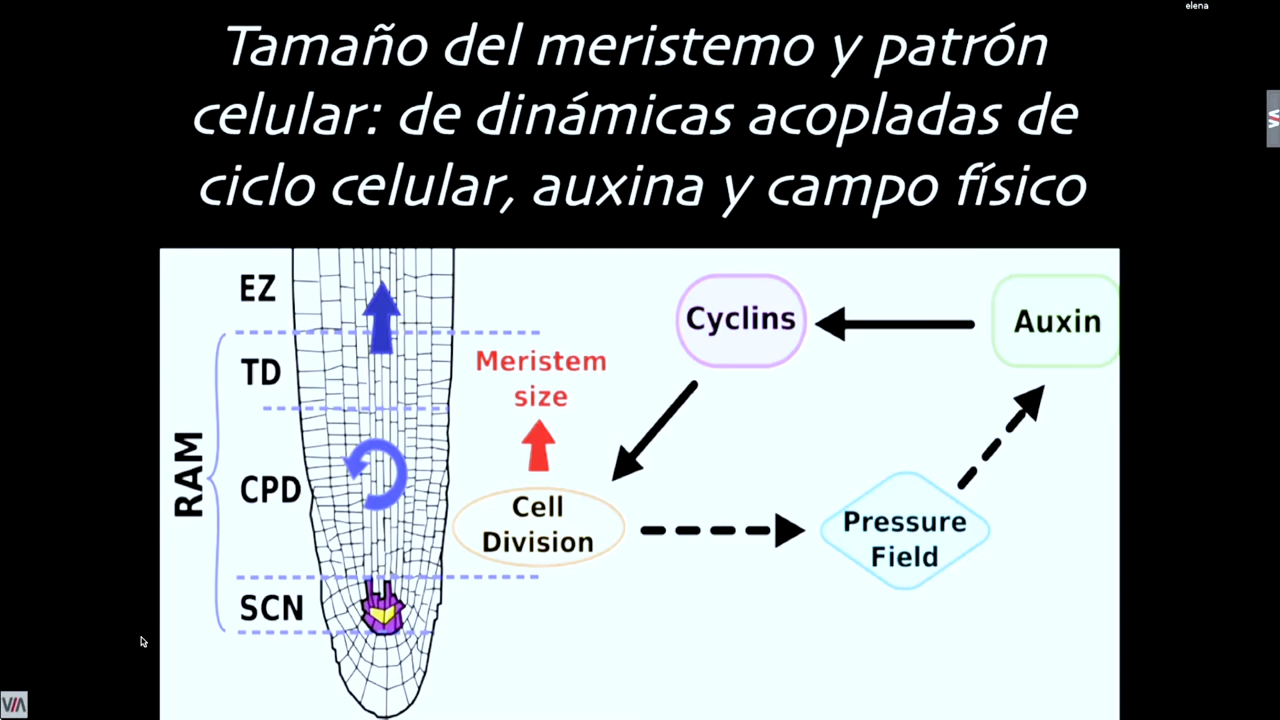 elena
Tamaño del meristemo y patrón
celular: de dinámicas acopladas de
ciclo celular, auxina y campo físico
EZ
TD
RAM
CPD
SCN
Meristem
size
Cell
Division
Cyclins
Auxin
Pressure
Field
VIA